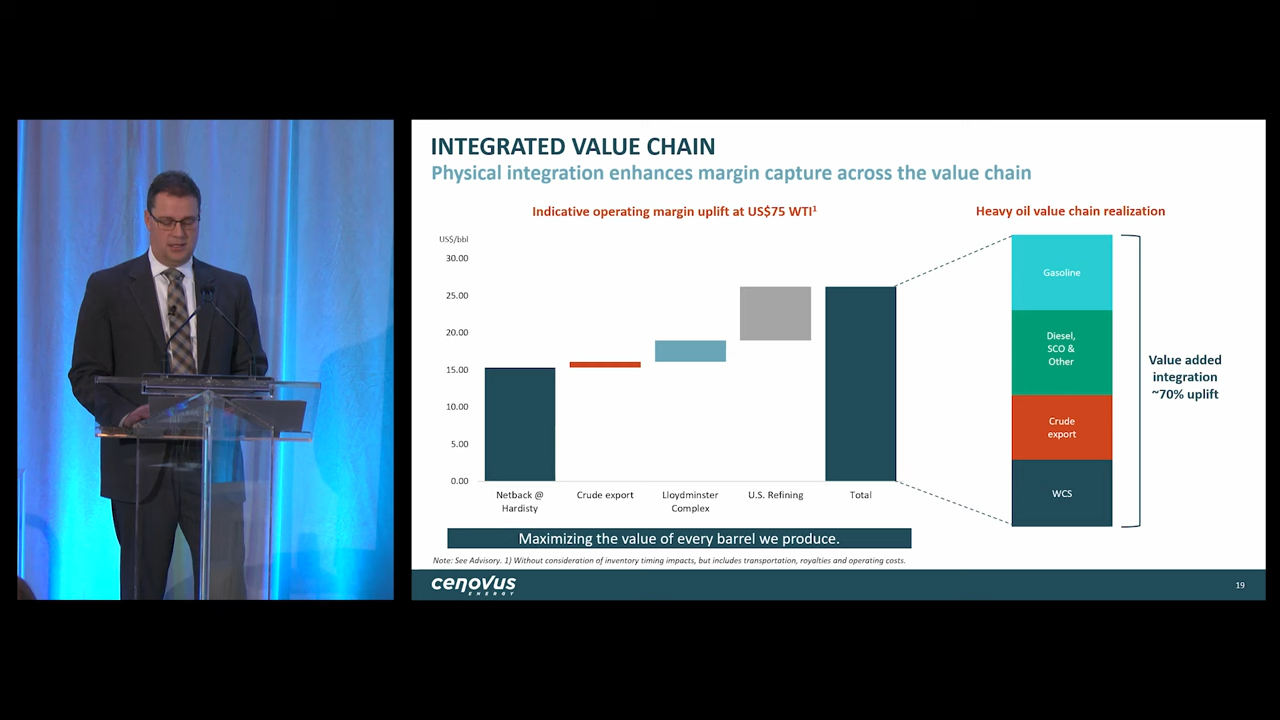 INTEGRATED VALUE CHAIN
Physical integration enhances margin capture across the value chain
Indicative operating margin uplift at US$75 WTI¹
US$/bbl
30.00
25.00
20.00
15.00
10.00
5.00
0.00
Netback @
Hardisty
Crude export
Lloydminster
Complex
U.S. Refining
Total
Heavy oil value chain realization
Gasoline
Diesel,
SCO &
Other
Crude
export
WCS
Value added
integration
~70% uplift
Maximizing the value of every barrel we produce.
Note: See Advisory. 1) Without consideration of inventory timing impacts, but includes transportation, royalties and operating costs.
cenovus
ENERGY
19